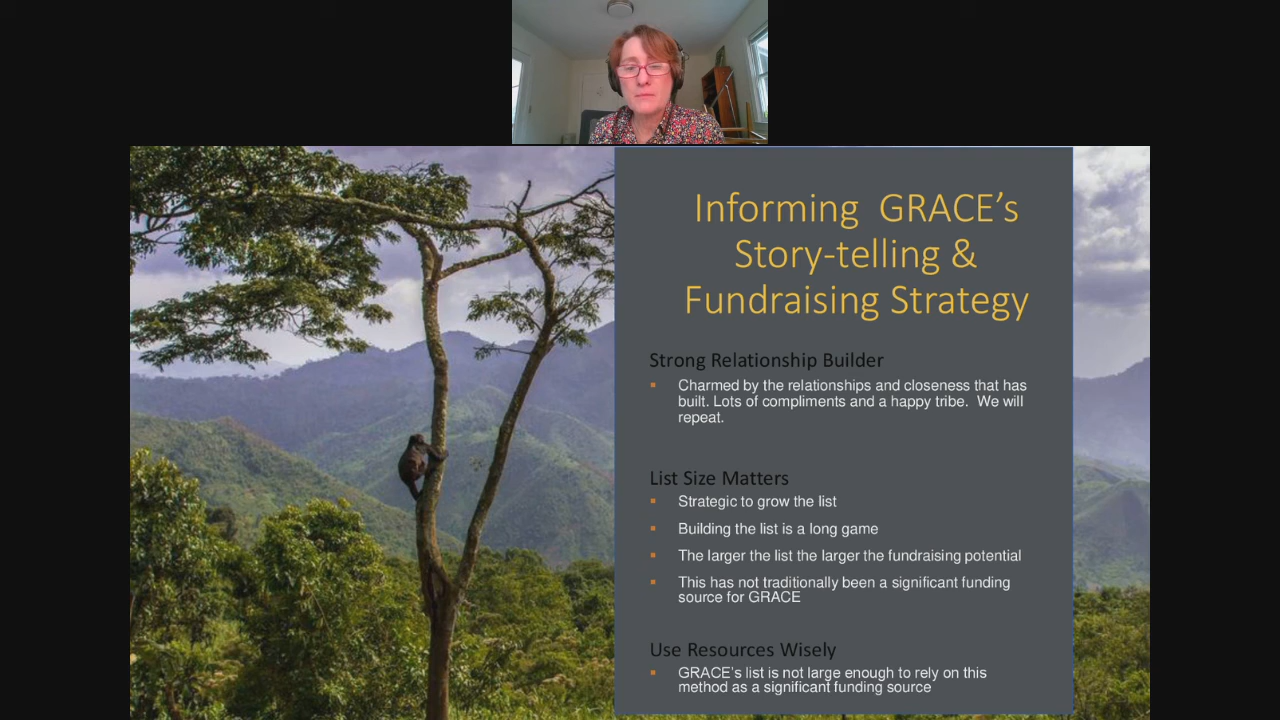 Informing  GRACE’s
Story-telling &
Fundraising Strategy
Strong Relationship Builder
▪ Charmed by the relationships and closeness that has
built. Lots of compliments and a happy tribe.  We will
repeat.
List Size Matters
▪ Strategic to grow the list
▪ Building the list is a long game
▪ The larger the list the larger the fundraising potential
▪ This has not traditionally been a significant funding
source for GRACE
Use Resources Wisely
▪ GRACE’s list is not large enough to rely on this
method as a significant funding source